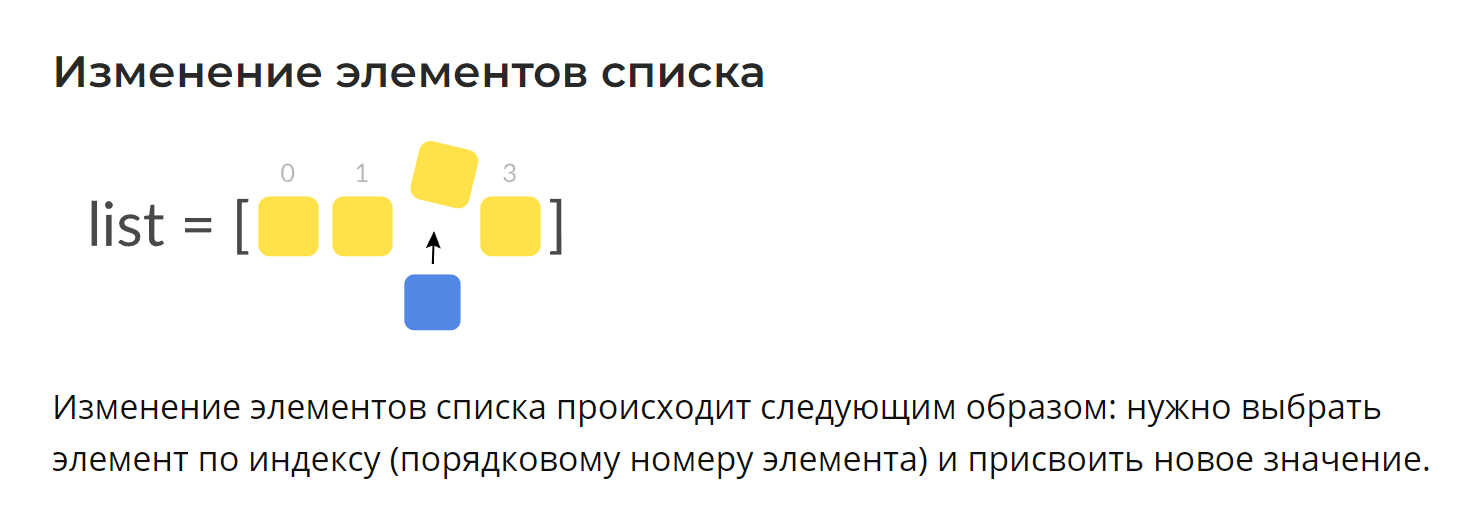 Изменение элементов списка
0 1 3
list = [ ]
Изменение элементов списка происходит следующим образом: нужно выбрать
элемент по индексу (порядковому номеру элемента) и присвоить новое значение.